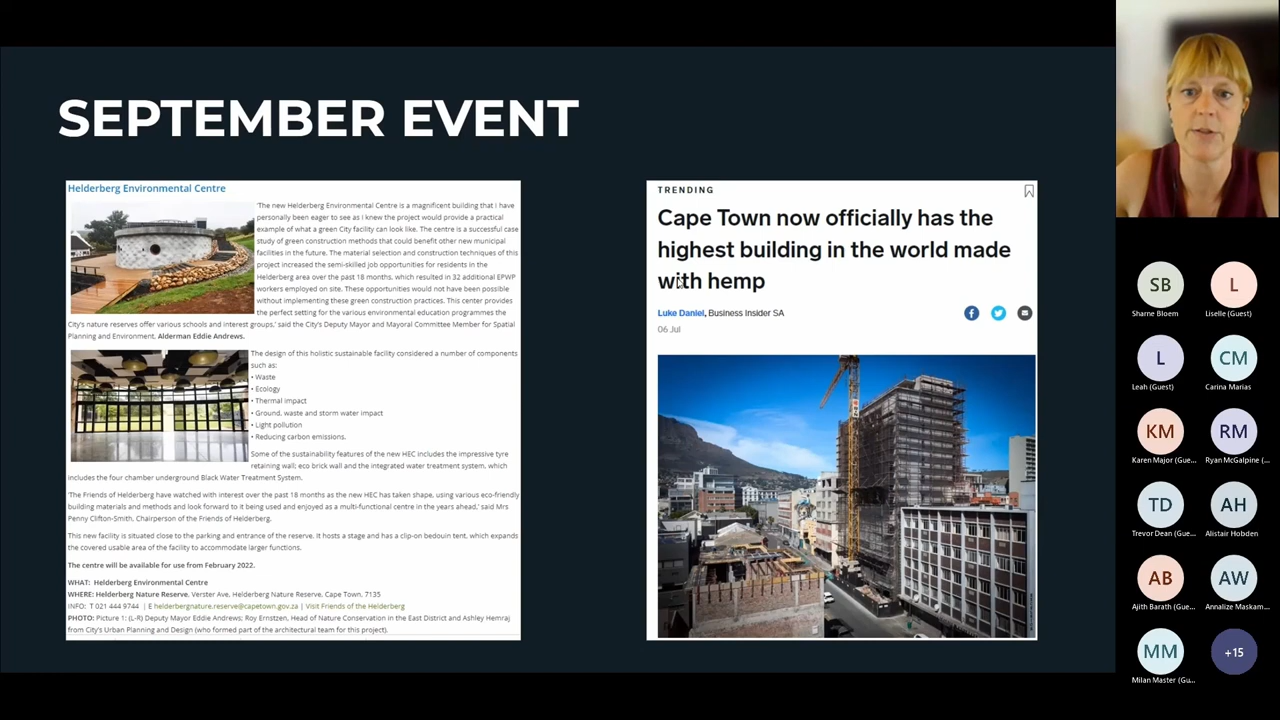 SEPTEMBER EVENT
Helderberg Environmental Centre
'The new Helderberg Environmental Centre is a magnificent building that I have
personally been eager to see as I knew the project would provide a practical
example of what a green City facility can look like. The centre is a successful case
study of green construction methods that could benefit other new municipal
facilities in the future. The material selection and construction techniques of this
project increased the semi-skilled job opportunities for residents in the
Helderberg area over the past 18 months, which resulted in 32 additional EPWP
workers employed on site. These opportunities would not have been possible
without implementing these green construction practices. This center provides
the perfect setting for the various environmental education programmes the
City's nature reserves offer various schools and interest groups,' said the City's Deputy Mayor and Mayoral Committee Member for Spatial
Planning and Environment, Alderman Eddie Andrews.
The design of this holistic sustainable facility considered a number of components
such as:
• Waste
• Ecology
• Thermal impact
• Ground, waste and storm water impact
• Light pollution
• Reducing carbon emissions.
Some of the sustainability features of the new HEC includes the impressive tyre
retaining wall; eco brick wall and the integrated water treatment system, which
includes the four chamber underground Black Water Treatment System.
'The Friends of Helderberg have watched with interest over the past 18 months as the new HEC has taken shape, using various eco-friendly
building materials and methods and look forward to it being used and enjoyed as a multi-functional centre in the years ahead,' said Mrs
Penny Clifton-Smith, Chairperson of the Friends of Helderberg.
This new facility is situated close to the parking and entrance of the reserve. It hosts a stage and has a clip-on bedouin tent, which expands
the covered usable area of the facility to accommodate larger functions.
The centre will be available for use from February 2022.
WHAT: Helderberg Environmental Centre
WHERE: Helderberg Nature Reserve. Verster Ave, Helderberg Nature Reserve, Cape Town, 7135
INFO: T 021 444 9744 | E helderbergnature.reserve@capetown.gov.za | Visit Friends of the Helderberg
PHOTO: Picture 1: (L-R) Deputy Mayor Eddie Andrews; Roy Ernstzen, Head of Nature Conservation in the East District and Ashley Hemraj
from City's Urban Planning and Design (who formed part of the architectural team for this project).
TRENDING
Cape Town now officially has the
highest building in the world made
with hemp
Luke Daniel, Business Insider SA
06 Jul
SB
L
Sharne Bloem
Liselle (Guest)
L
CM
Leah (Guest)
Carina Marias
KM
RM
Karen Major (Gue...
Ryan McGalpine (...
TD
AH
Trevor Dean (Gue...
Alistair Hobden
AB
AW
Ajith Barath (Gue...
Annalize Maskam...
MM
+15
Milan Master (Gu...